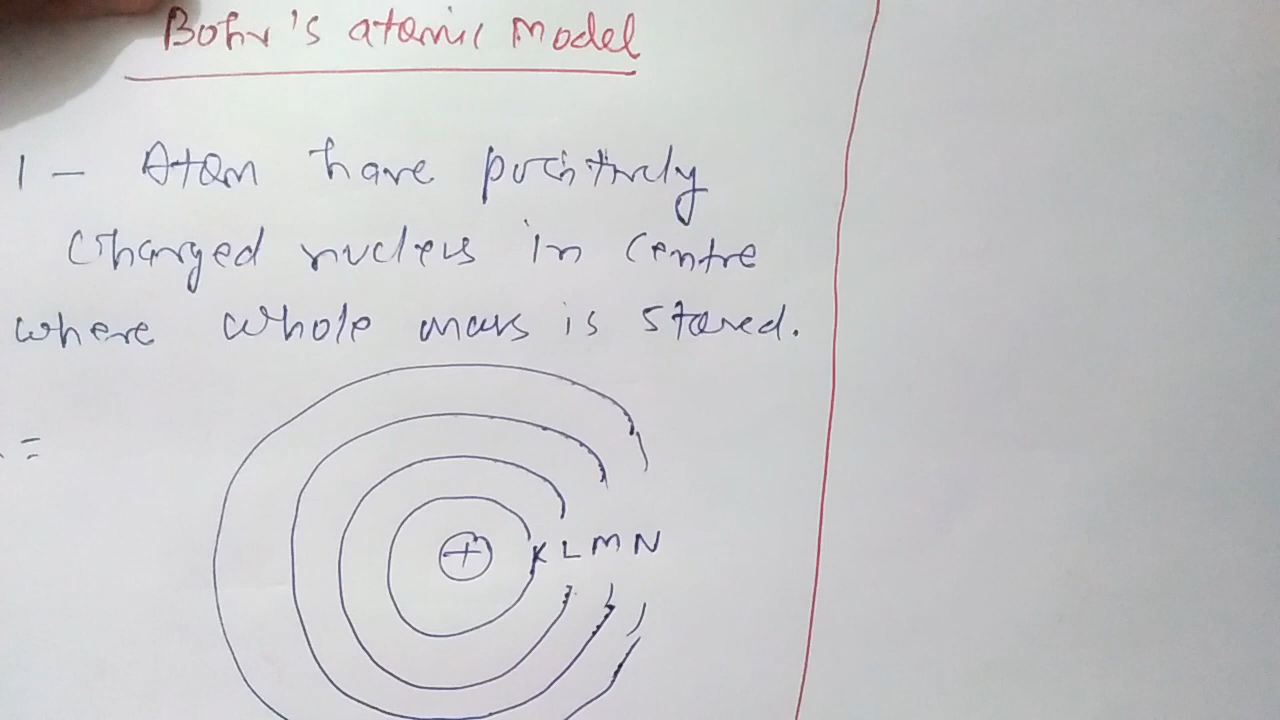 Bohr's atomic Model
1 - Atom have positively
Charged nucleus in Centre
where whole mass is stored.
+
K L M N